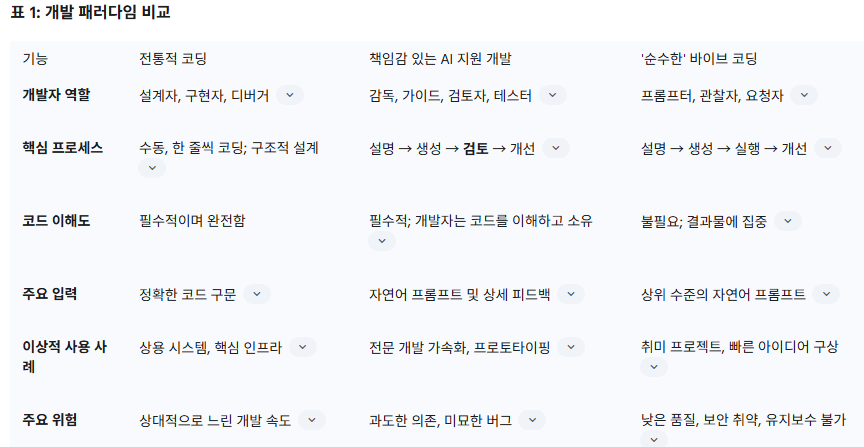 표 1: 개발 패러다임 비교
기능 전통적 코딩 책임감 있는 AI 지원 개발 '순수한' 바이브 코딩
개발자 역할 설계자, 구현자, 디버거 감독, 가이드, 검토자, 테스터 프롬프터, 관찰자, 요청자
핵심 프로세스 수동, 한 줄씩 코딩; 구조적 설계 설명 → 생성 → 검토 → 개선 설명 → 생성 → 실행 → 개선
코드 이해도 필수적이며 완전함 필수적; 개발자는 코드를 이해하고 소유 불필요; 결과물에 집중
주요 입력 정확한 코드 구문 자연어 프롬프트 및 상세 피드백 상위 수준의 자연어 프롬프트
이상적 사용 사 상용 시스템, 핵심 인프라 전문 개발 가속화, 프로토타이핑 취미 프로젝트, 빠른 아이디어 구상
례
주요 위험 상대적으로 느린 개발 속도 과도한 의존, 미묘한 버그 낮은 품질, 보안 취약, 유지보수 불가